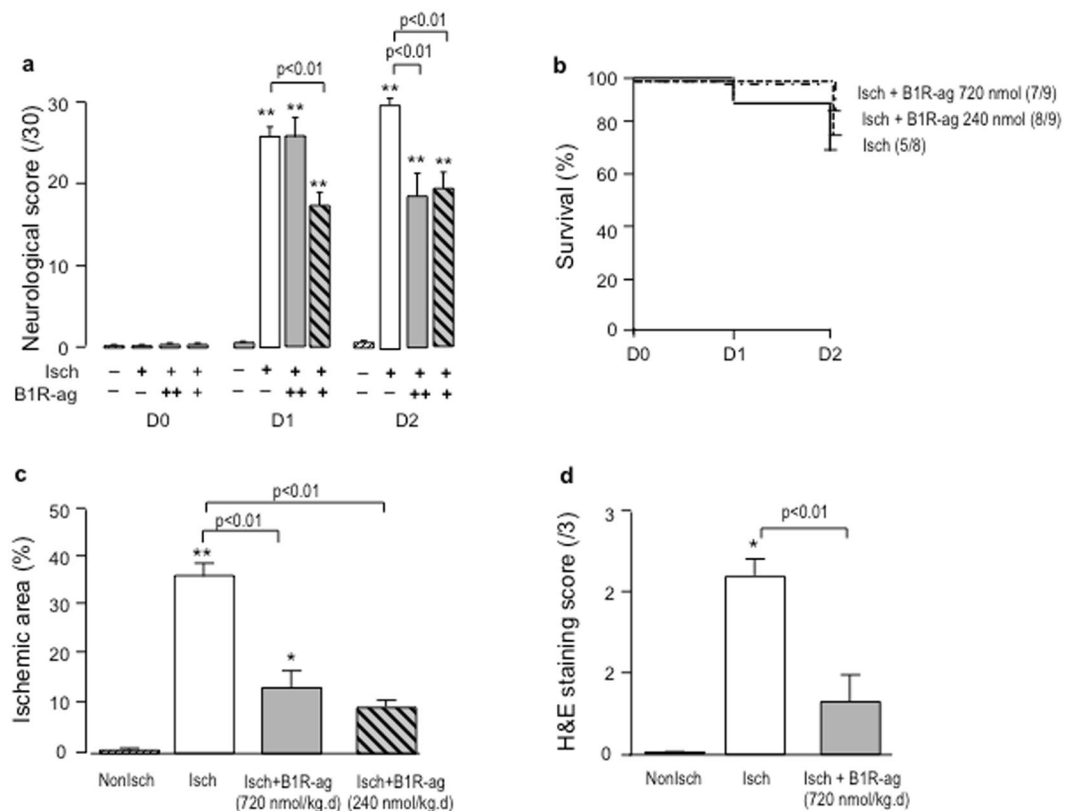 a
p<0.01
p<0.01
p<0.01
Neurological score (/30)
30
20
10
0
** ** ** ** ** **
Isch – + + + – + + + – + + +
B1R-ag – – ++ + – – ++ + – – ++ +
D0 D1 D2
b
Survival (%)
100
80
60
40
20
0
D0 D1 D2
Isch + B1R-ag 720 nmol (7/9)
Isch + B1R-ag 240 nmol (8/9)
Isch (5/8)
c
p<0.01
p<0.01
Ischemic area (%)
50
40
30
20
10
0
** *
NonIsch Isch Isch+B1R-ag Isch+B1R-ag
(720 nmol/kg.d) (240 nmol/kg.d)
d
p<0.01
H&E staining score (/3)
3
2
2
0
*
NonIsch Isch Isch + B1R-ag
(720 nmol/kg.d)